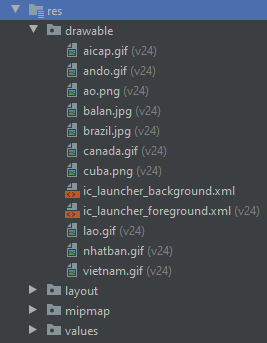 res
drawable
aicap.gif (v24)
ando.gif (v24)
ao.png (v24)
balan.jpg (v24)
brazil.jpg (v24)
canada.gif (v24)
cuba.png (v24)
ic_launcher_background.xml
ic_launcher_foreground.xml (v24)
lao.gif (v24)
nhatban.gif (v24)
vietnam.gif (v24)
layout
mipmap
values